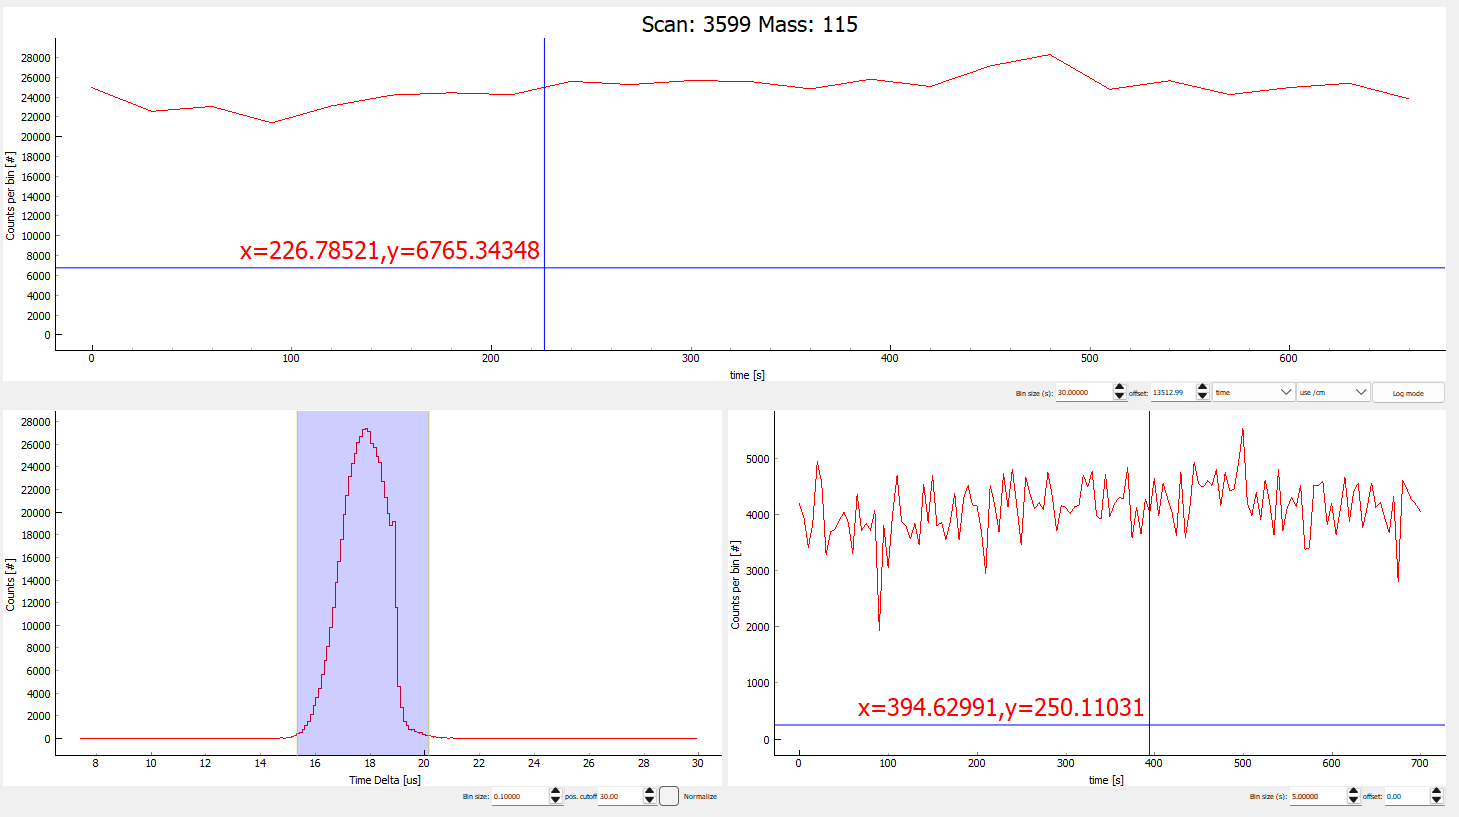 Scan: 3599 Mass: 115
28000
26000
24000
22000
20000
18000
16000
14000
12000
10000
8000
6000
4000
2000
0
Counts per bin [#]
x=226.78521,y=6765.34348
0 100 200 300 400 500 600
time [s]
Bin size (s): 30.00000 offset: 13512.99 time use /cm Log mode
28000
26000
24000
22000
20000
18000
16000
14000
12000
10000
8000
6000
4000
2000
0
Counts [#]
8 10 12 14 16 18 20 22 24 26 28 30
Time Delta [us]
Bin size: 0.10000 pos. cutoff 30.00 Normalize
5000
4000
3000
2000
1000
0
Counts per bin [#]
x=394.62991,y=250.11031
0 100 200 300 400 500 600 700
time [s]
Bin size (s): 5.00000 offset: 0.00